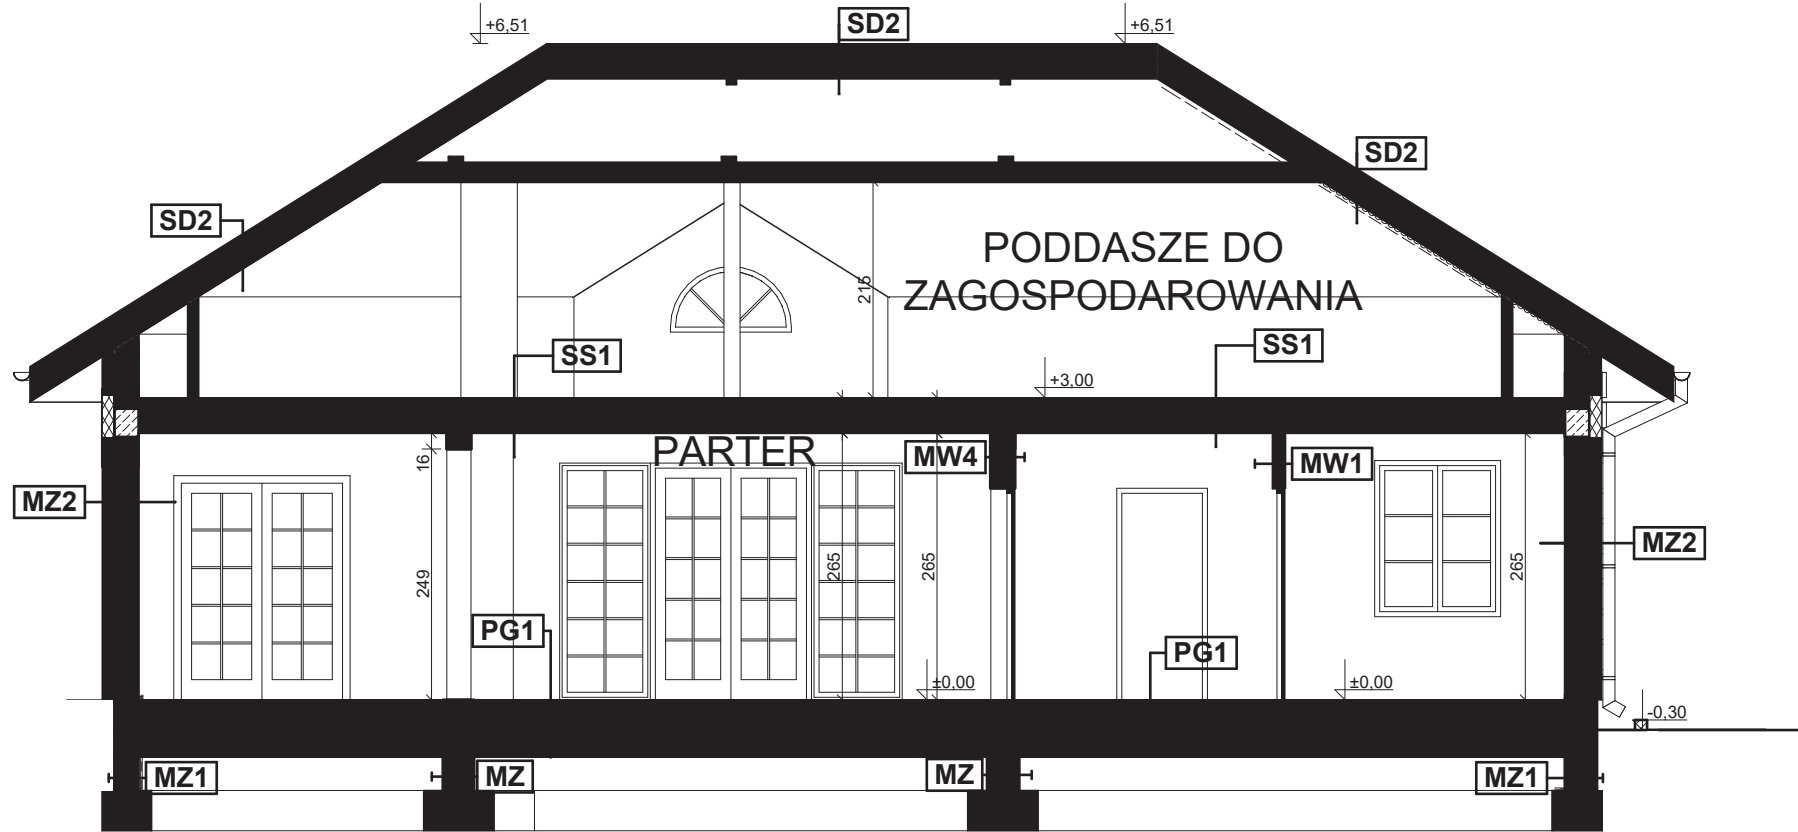 +6,51
SD2
+6,51
SD2
SD2
PODDASZE DO
ZAGOSPODAROWANIA
215
SS1
SS1
+3,00
PARTER
MW4
MW1
16
MZ2
MZ2
249
265
265
265
PG1
PG1
±0,00
±0,00
-0,30
MZ1
MZ
MZ
MZ1